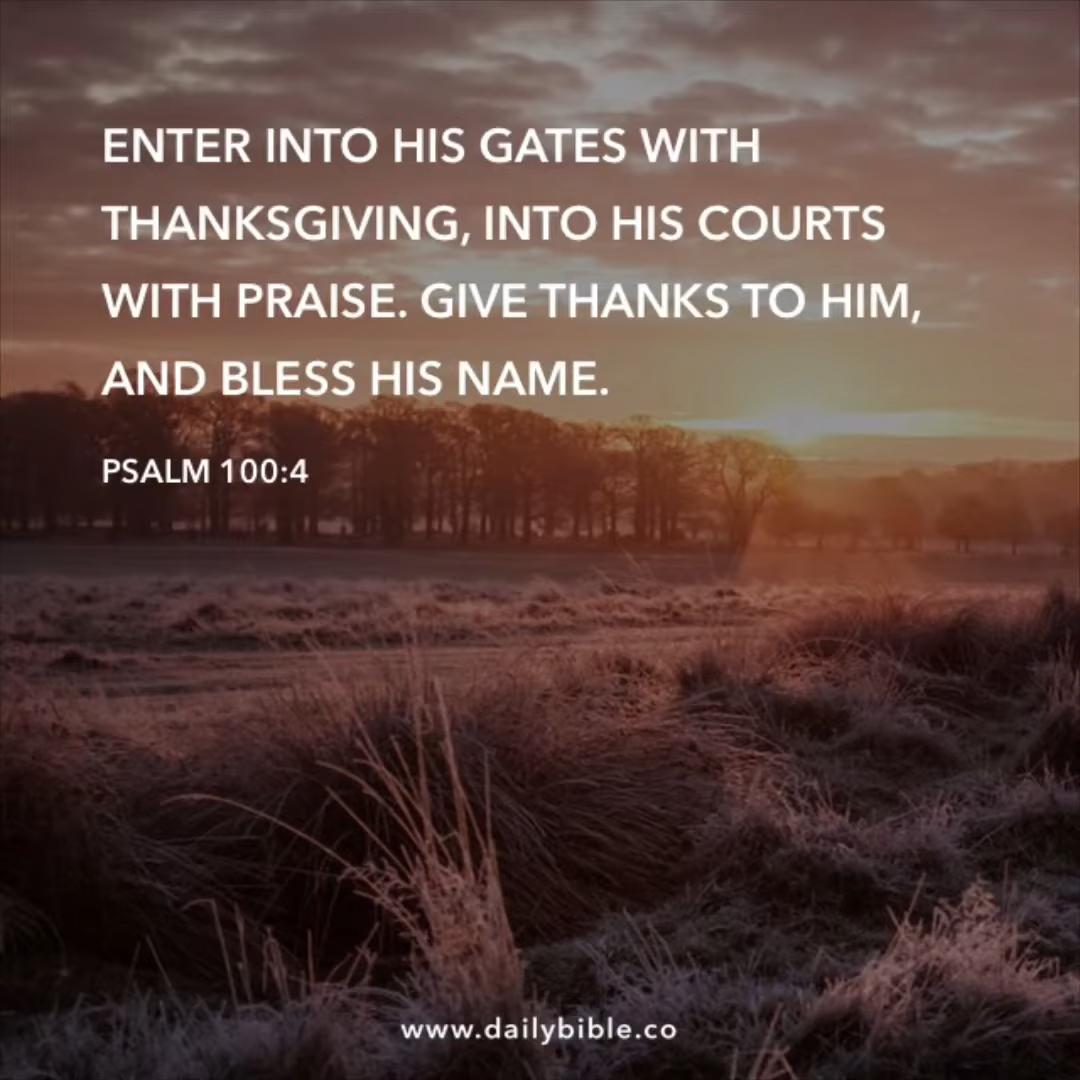 ENTER INTO HIS GATES WITH
THANKSGIVING, INTO HIS COURTS
WITH PRAISE. GIVE THANKS TO HIM,
AND BLESS HIS NAME.
PSALM 100:4
www.dailybible.co